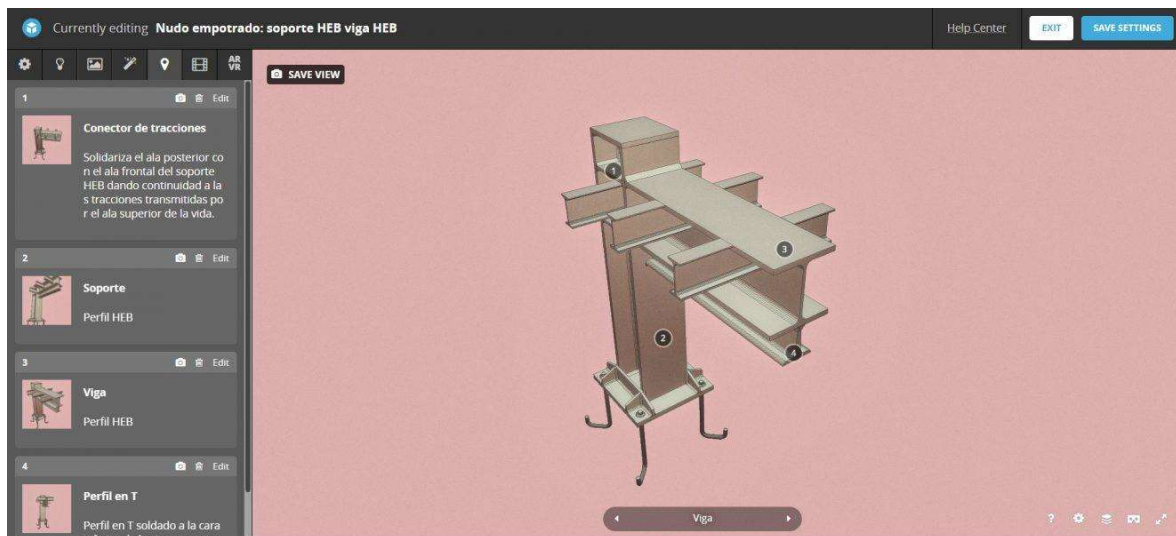 Currently editing Nudo empotrado: soporte HEB viga HEB
Help Center
EXIT
SAVE SETTINGS
AR
VR
SAVE VIEW
1
Edit
Conector de tracciones
Solidariza el ala posterior co
n el ala frontal del soporte
HEB dando continuidad a la
s tracciones transmitidas po
r el ala superior de la vida.
2
Edit
Soporte
Perfil HEB
3
Edit
Viga
Perfil HEB
4
Edit
Perfil en T
Perfil en T soldado a la cara
1
3
2
4
Viga
?